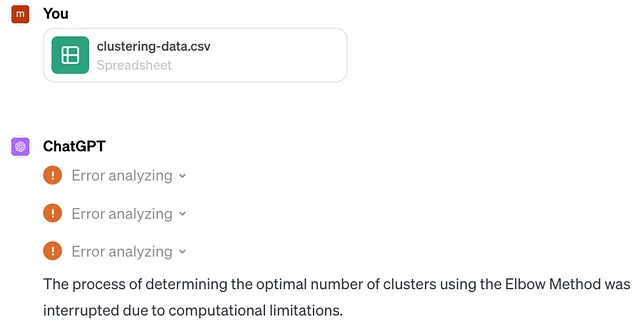 m You
clustering-data.csv
Spreadsheet
ChatGPT
! Error analyzing
! Error analyzing
! Error analyzing
The process of determining the optimal number of clusters using the Elbow Method was
interrupted due to computational limitations.